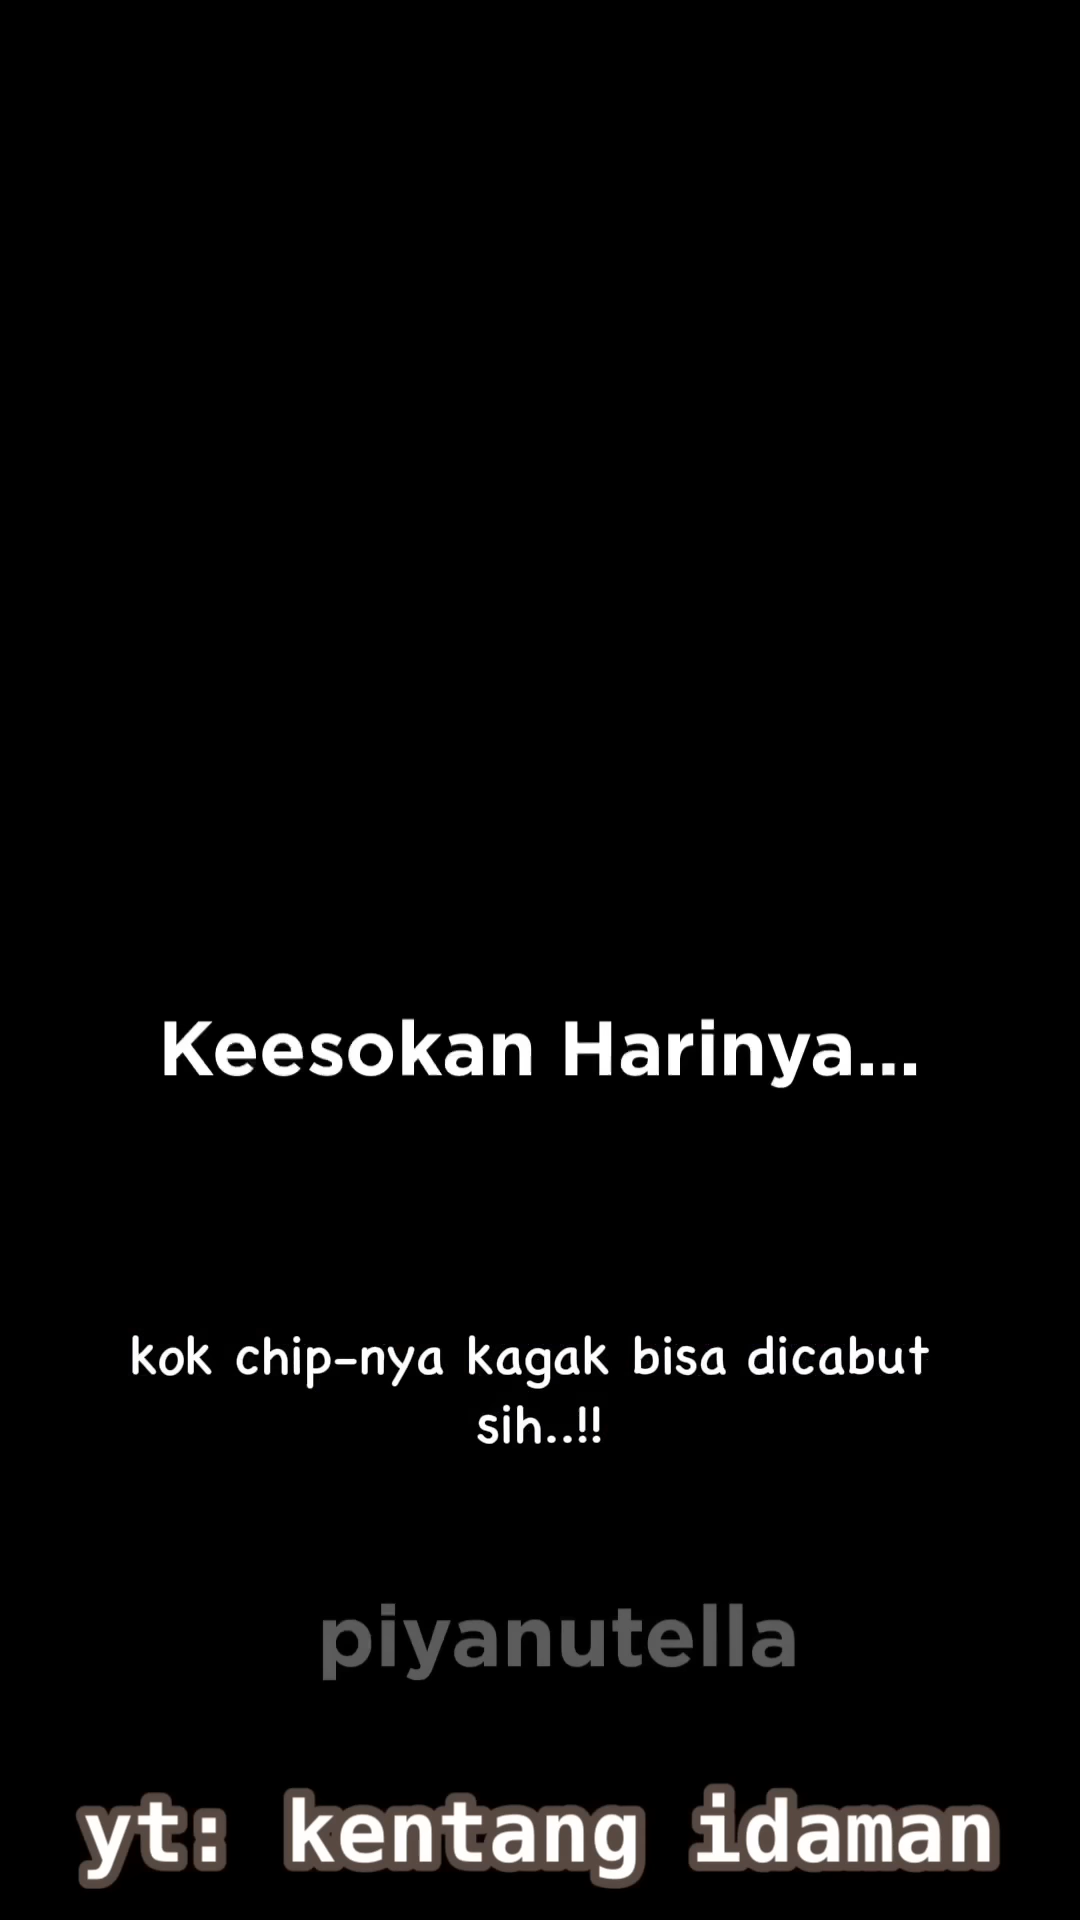 Keesokan Harinya...
kok chip-nya kagak bisa dicabut
sih..!!
piyanutella
yt: kentang idaman